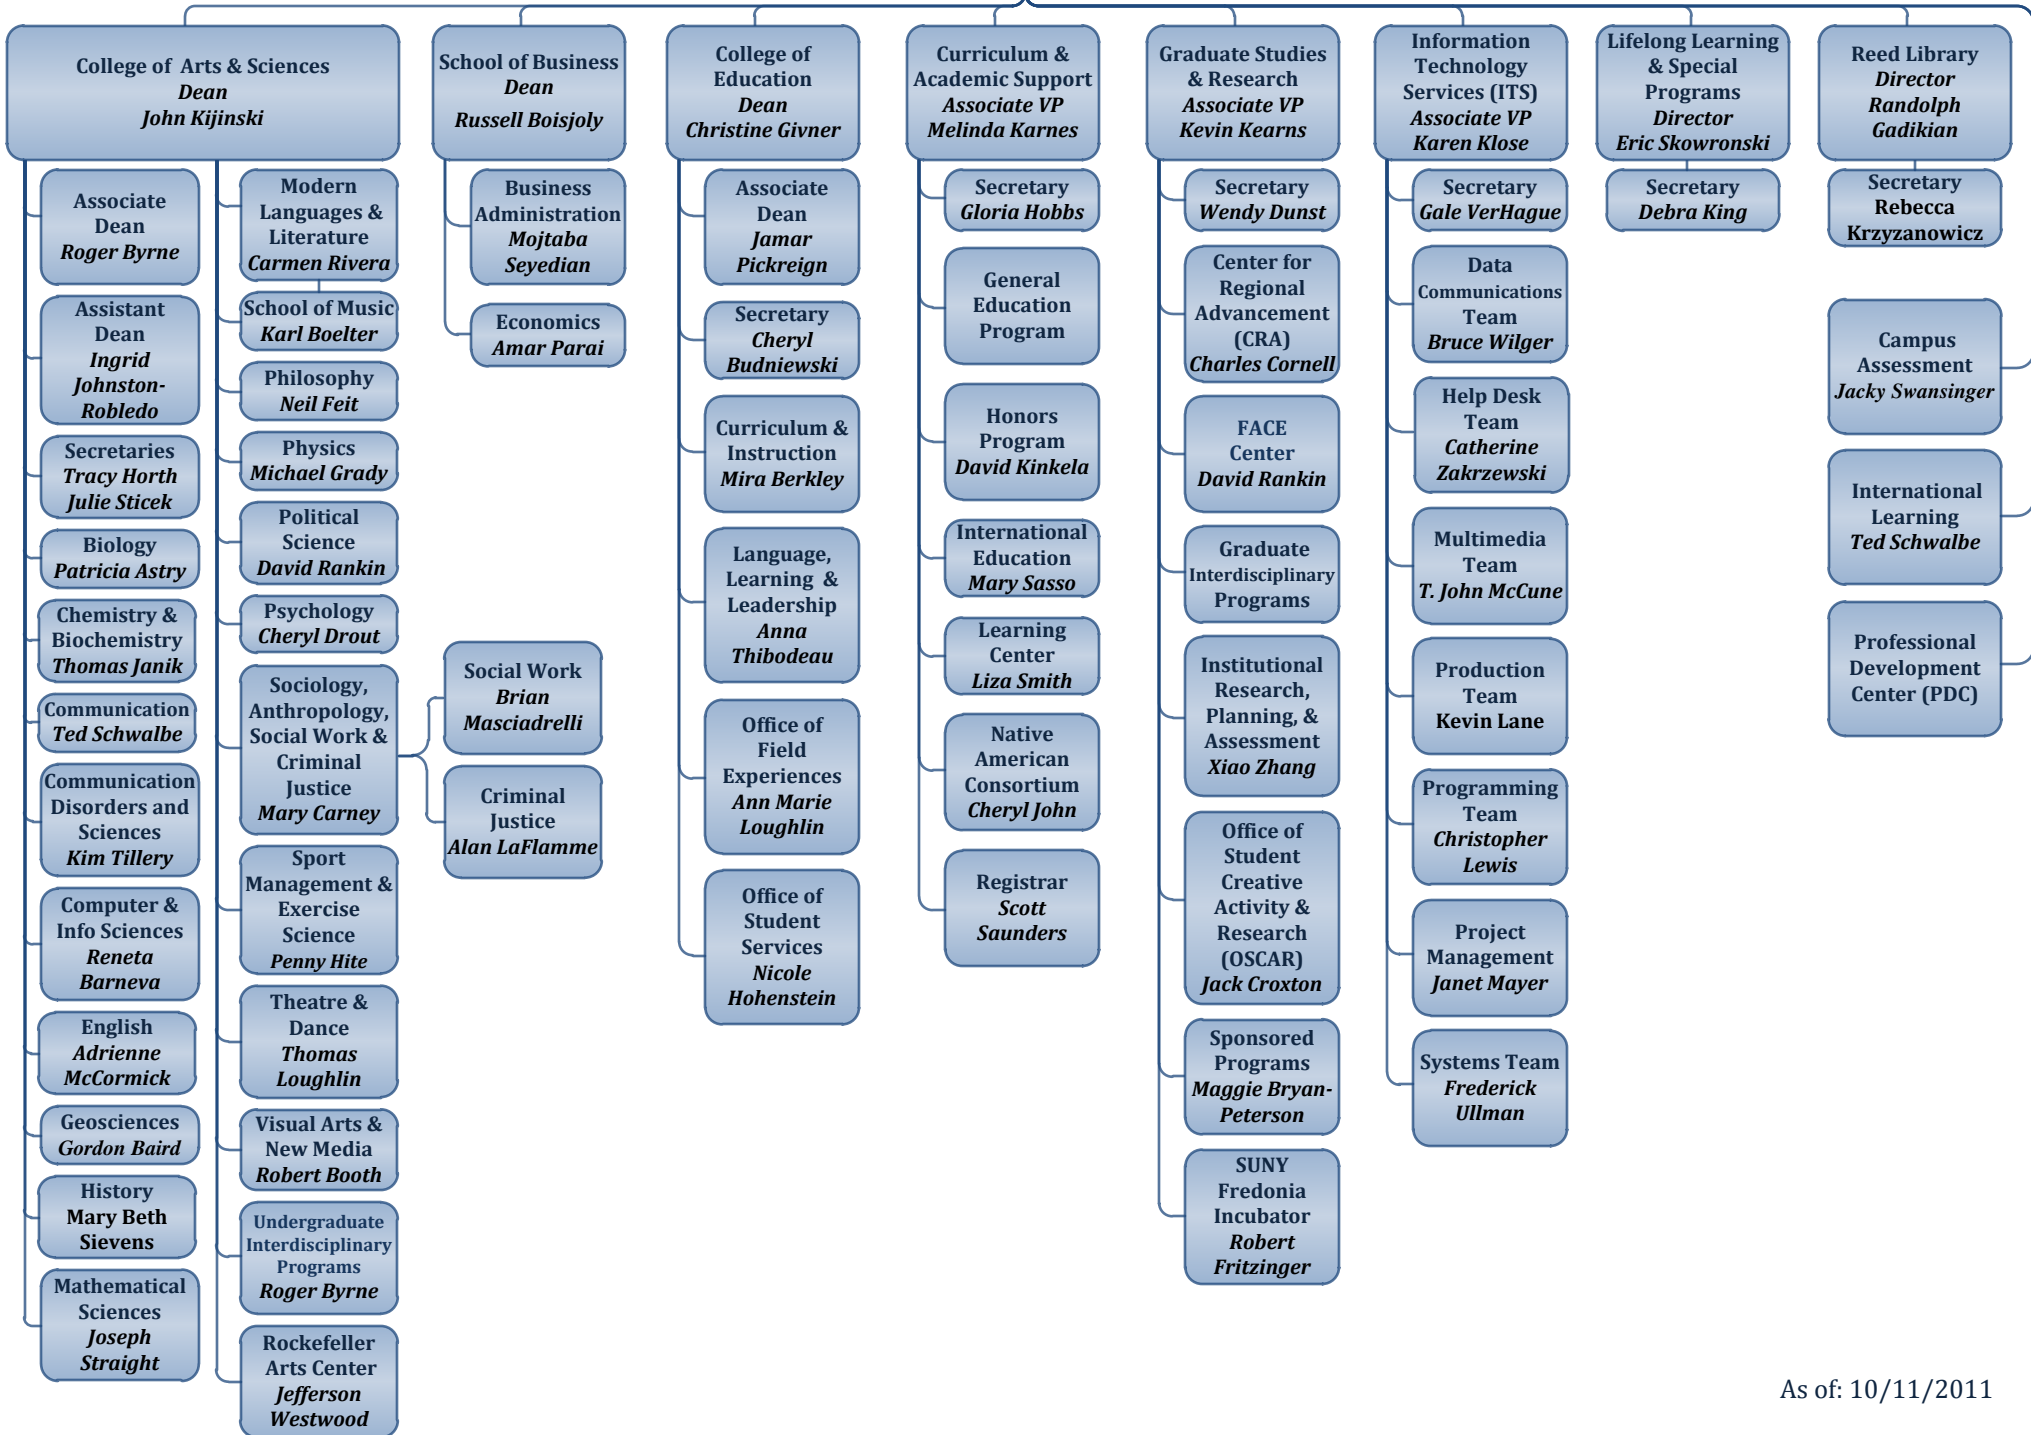 College of  Arts & Sciences
Dean
John Kijinski
School of Business
Dean
Russell Boisjoly
College of
Education
Dean
Christine Givner
Curriculum &
Academic Support
Associate VP
Melinda Karnes
Graduate Studies
& Research
Associate VP
Kevin Kearns
Information
Technology
Services (ITS)
Associate VP
Karen Klose
Lifelong Learning
& Special
Programs
Director
Eric Skowronski
Reed Library
Director
Randolph
Gadikian
Associate
Dean
Roger Byrne
Assistant
Dean
Ingrid
Johnston-
Robledo
Secretaries
Tracy Horth
Julie Sticek
Biology
Patricia Astry
Chemistry &
Biochemistry
Thomas Janik
Communication
Ted Schwalbe
Communication
Disorders and
Sciences
Kim Tillery
Computer &
Info Sciences
Reneta
Barneva
English
Adrienne
McCormick
Geosciences
Gordon Baird
History
Mary Beth
Sievens
Mathematical
Sciences
Joseph
Straight
Modern
Languages &
Literature
Carmen Rivera
School of Music
Karl Boelter
Philosophy
Neil Feit
Physics
Michael Grady
Political
Science
David Rankin
Psychology
Cheryl Drout
Sociology,
Anthropology,
Social Work &
Criminal
Justice
Mary Carney
Sport
Management &
Exercise
Science
Penny Hite
Theatre &
Dance
Thomas
Loughlin
Visual Arts &
New Media
Robert Booth
Undergraduate
Interdisciplinary
Programs
Roger Byrne
Rockefeller
Arts Center
Jefferson
Westwood
Business
Administration
Mojtaba
Seyedian
Economics
Amar Parai
Social Work
Brian
Masciadrelli
Criminal
Justice
Alan LaFlamme
Associate
Dean
Jamar
Pickreign
Secretary
Cheryl
Budniewski
Curriculum &
Instruction
Mira Berkley
Language,
Learning  &
Leadership
Anna
Thibodeau
Office of
Field
Experiences
Ann Marie
Loughlin
Office of
Student
Services
Nicole
Hohenstein
Secretary
Gloria Hobbs
General
Education
Program
Honors
Program
David Kinkela
International
Education
Mary Sasso
Learning
Center
Liza Smith
Native
American
Consortium
Cheryl John
Registrar
Scott
Saunders
Secretary
Wendy Dunst
Center for
Regional
Advancement
(CRA)
Charles Cornell
FACE
Center
David Rankin
Graduate
Interdisciplinary
Programs
Institutional
Research,
Planning, &
Assessment
Xiao Zhang
Office of
Student
Creative
Activity &
Research
(OSCAR)
Jack Croxton
Sponsored
Programs
Maggie Bryan-
Peterson
SUNY
Fredonia
Incubator
Robert
Fritzinger
Secretary
Gale VerHague
Data
Communications
Team
Bruce Wilger
Help Desk
Team
Catherine
Zakrzewski
Multimedia
Team
T. John McCune
Production
Team
Kevin Lane
Programming
Team
Christopher
Lewis
Project
Management
Janet Mayer
Systems Team
Frederick
Ullman
Secretary
Debra King
Secretary
Rebecca
Krzyzanowicz
Campus
Assessment
Jacky Swansinger
International
Learning
Ted Schwalbe
Professional
Development
Center (PDC)
As of: 10/11/2011